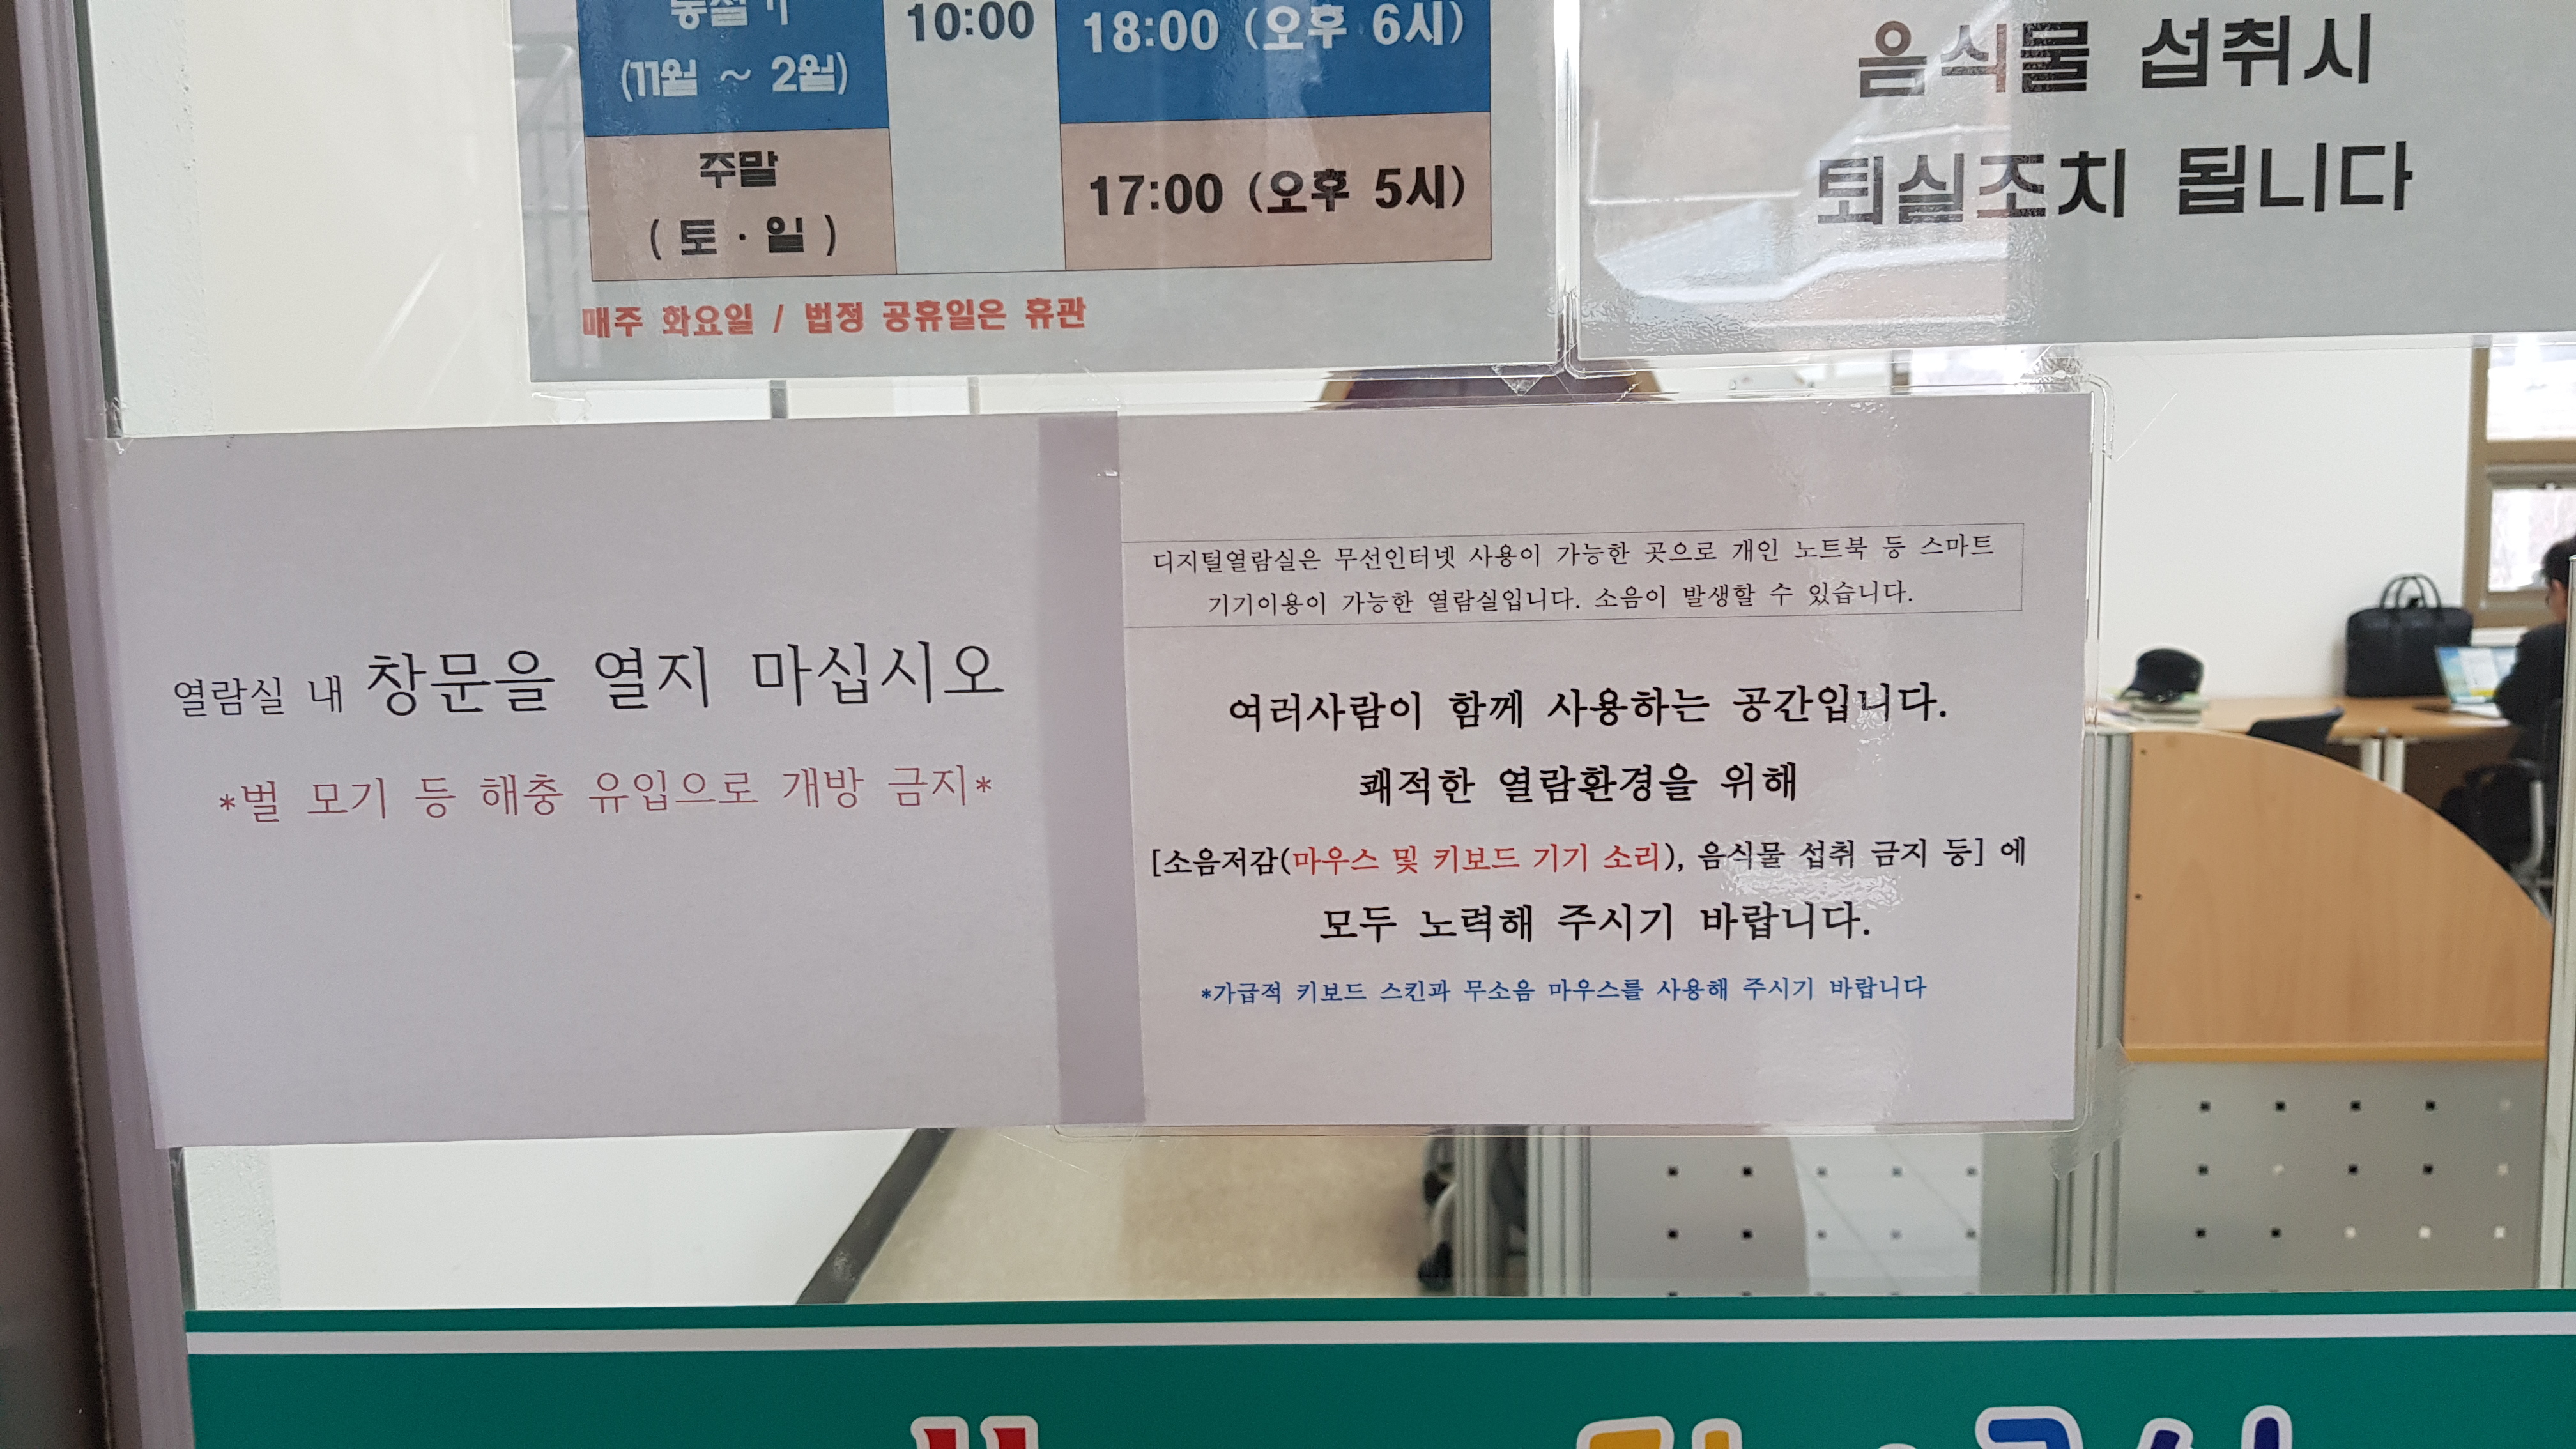 동절기
(11월 ~ 2월)
10:00
18:00 (오후 6시)
주말
( 토 · 일 )
17:00 (오후 5시)
매주 화요일 / 법정 공휴일은 휴관
음식물 섭취시
퇴실조치 됩니다
열람실 내 창문을 열지 마십시오
*벌 모기 등 해충 유입으로 개방 금지*
디지털열람실은 무선인터넷 사용이 가능한 곳으로 개인 노트북 등 스마트
기기이용이 가능한 열람실입니다. 소음이 발생할 수 있습니다.
여러사람이 함께 사용하는 공간입니다.
쾌적한 열람환경을 위해
[소음저감(마우스 및 키보드 기기 소리), 음식물 섭취 금지 등] 에
모두 노력해 주시기 바랍니다.
*가급적 키보드 스킨과 무소음 마우스를 사용해 주시기 바랍니다